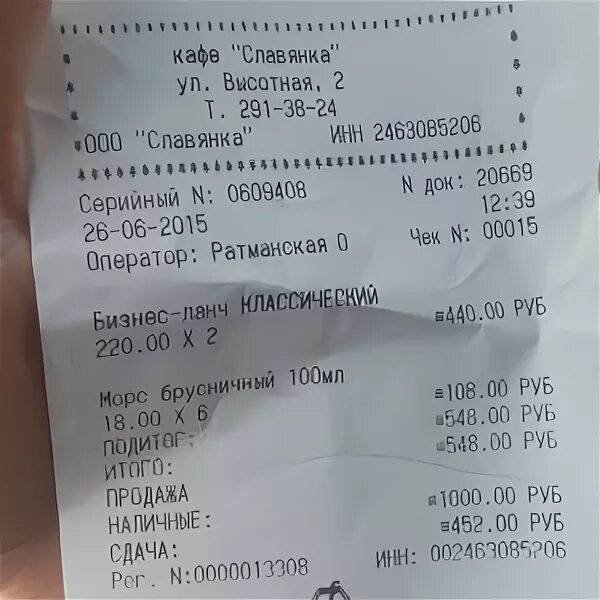 кафе "Славянка"
ул. Высотная, 2
Т. 291-38-24
ООО "Славянка" ИНН 2463085206
Серийный N: 0609408 N док: 20669
26-06-2015 12:39
Оператор: Ратманская О Чек N: 00015
Бизнес-ланч КЛАССИЧЕСКИЙ
220.00 X 2 =440.00 РУБ
Морс брусничный 100мл
18.00 X 6 =108.00 РУБ
ПОДИТОГ: =548.00 РУБ
ИТОГО: =548.00 РУБ
ПРОДАЖА
НАЛИЧНЫЕ: =1000.00 РУБ
СДАЧА: =452.00 РУБ
Рег. N:0000013308 ИНН: 002463085206